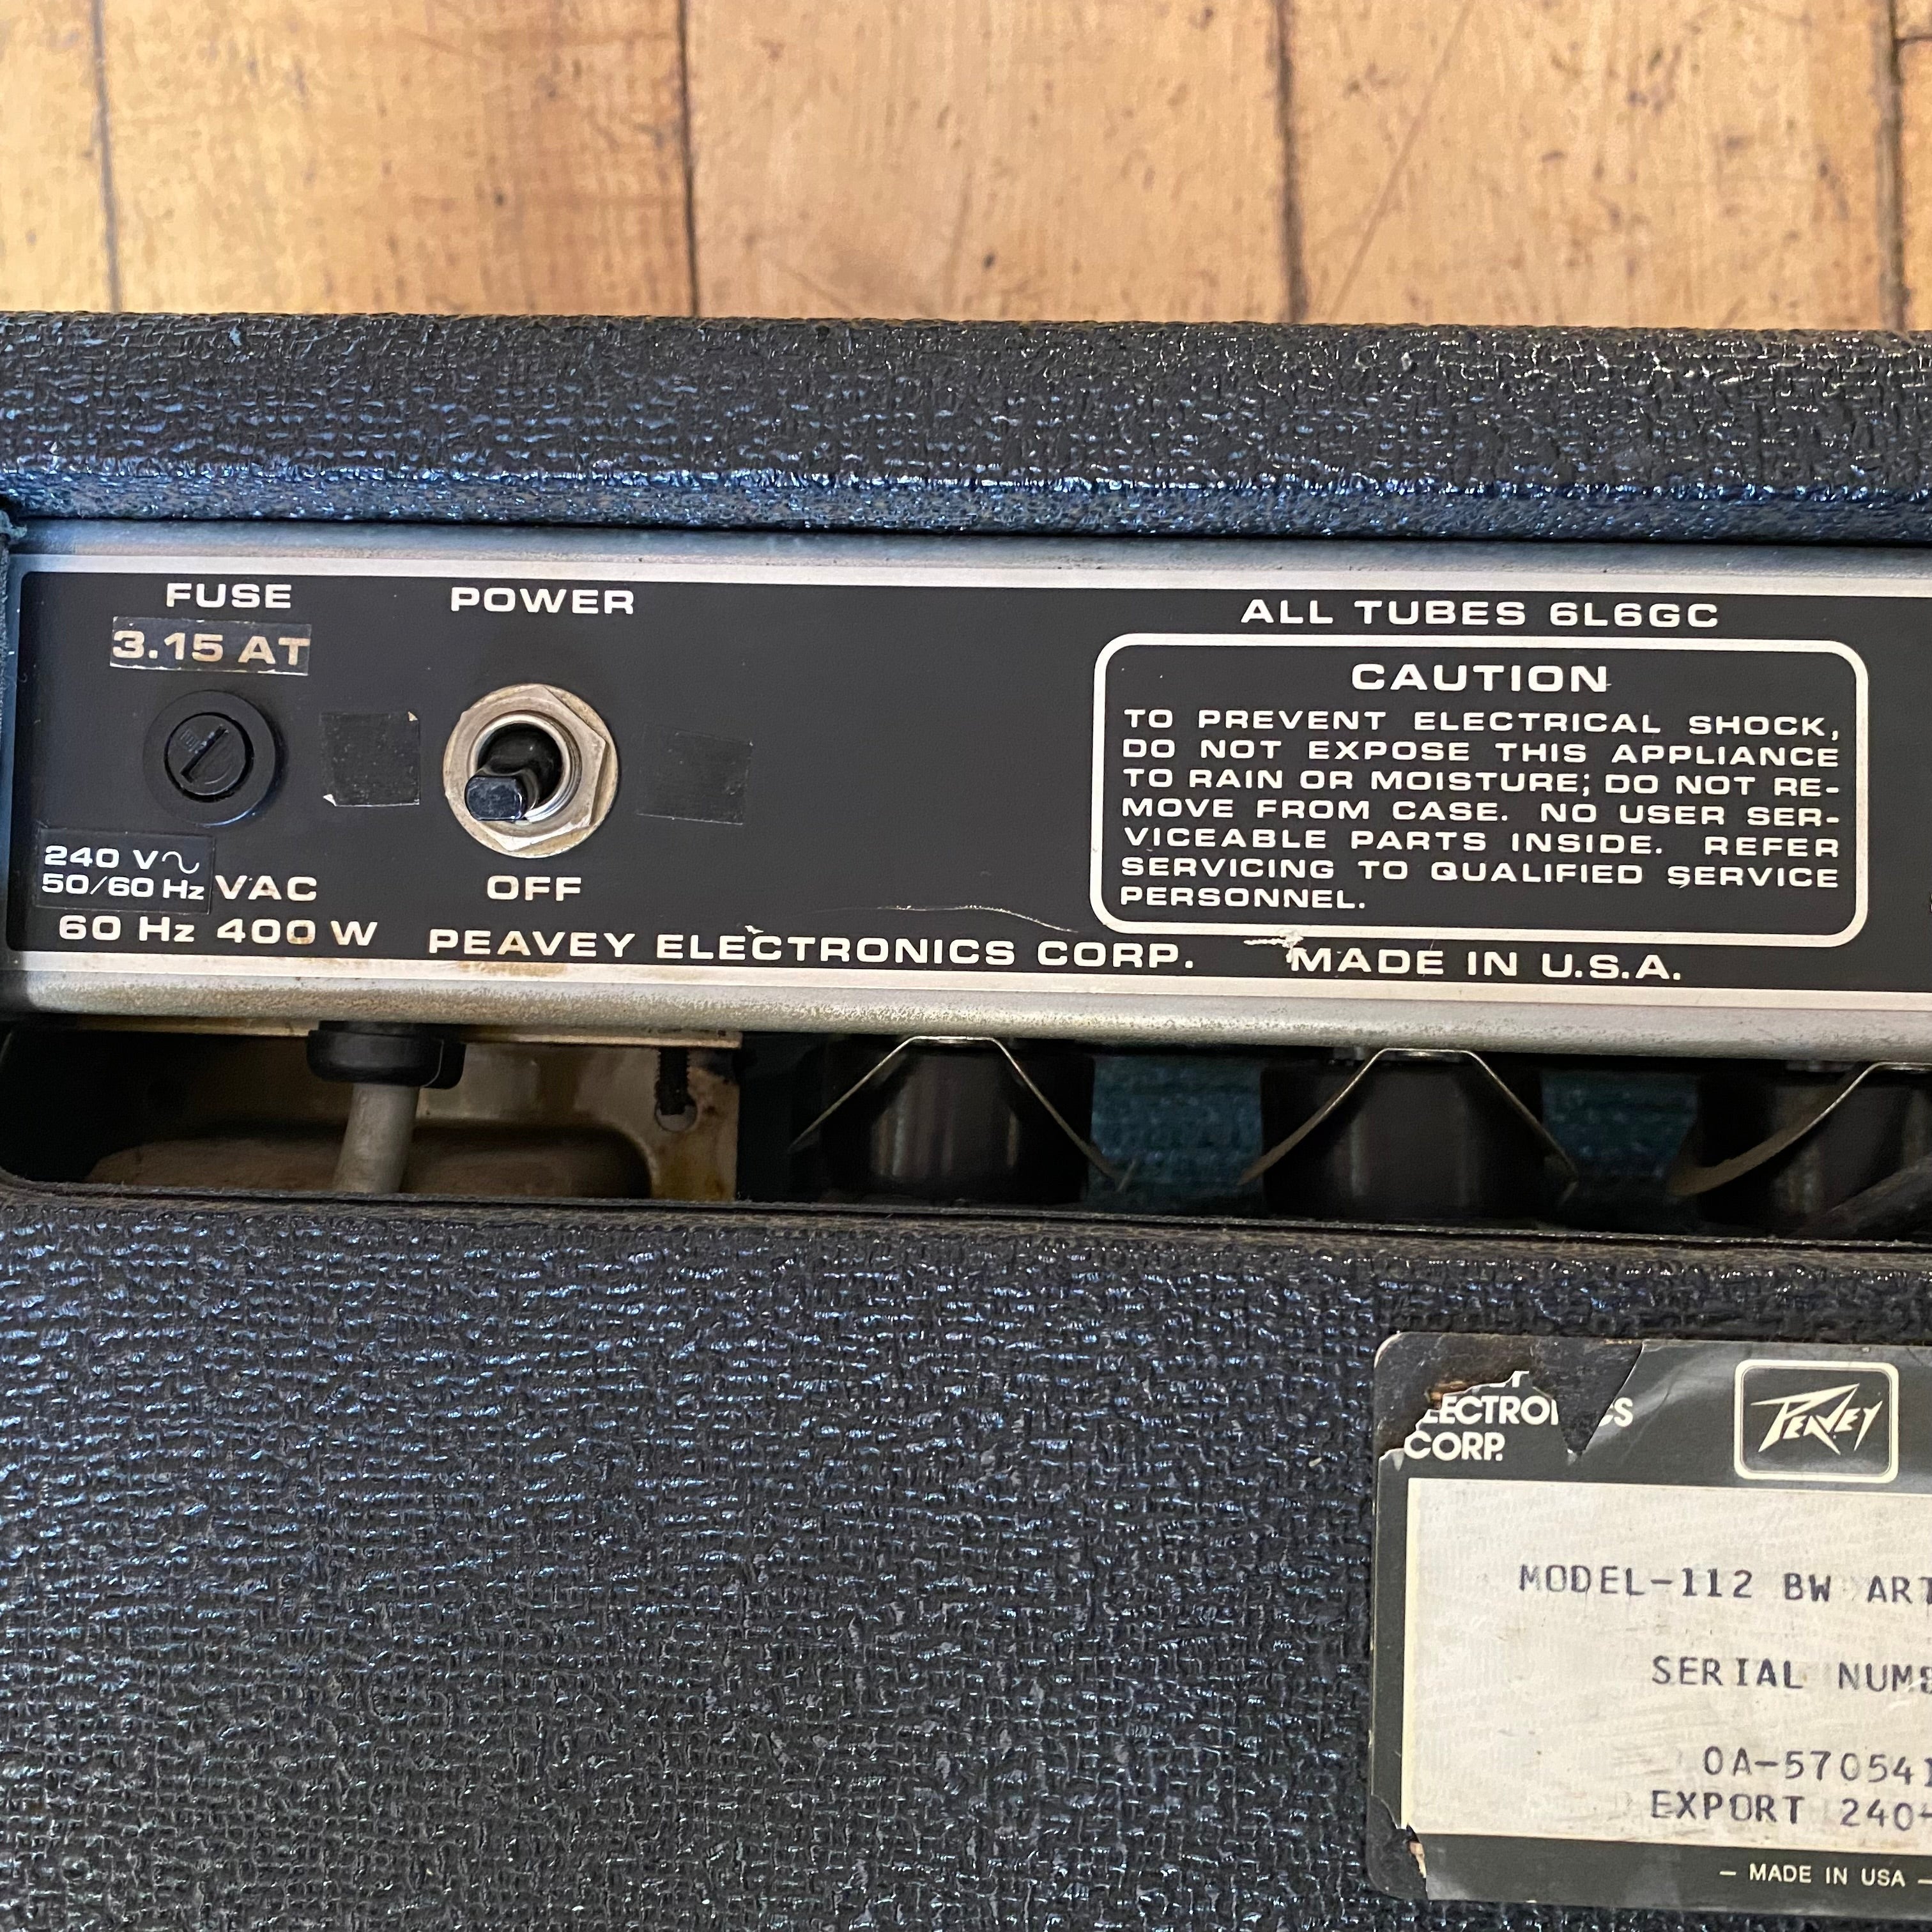 FUSE
3.15 AT
POWER
OFF
240 V~
50/60 Hz VAC
60 Hz 400 W
PEAVEY ELECTRONICS CORP.
MADE IN U.S.A.
ALL TUBES 6L6GC
CAUTION
TO PREVENT ELECTRICAL SHOCK,
DO NOT EXPOSE THIS APPLIANCE
TO RAIN OR MOISTURE; DO NOT RE-
MOVE FROM CASE. NO USER SER-
VICEABLE PARTS INSIDE. REFER
SERVICING TO QUALIFIED SERVICE
PERSONNEL.
CORP.
PEAVEY
MODEL-112 BW
SERIAL
EXPORT 240-
— MADE IN USA —